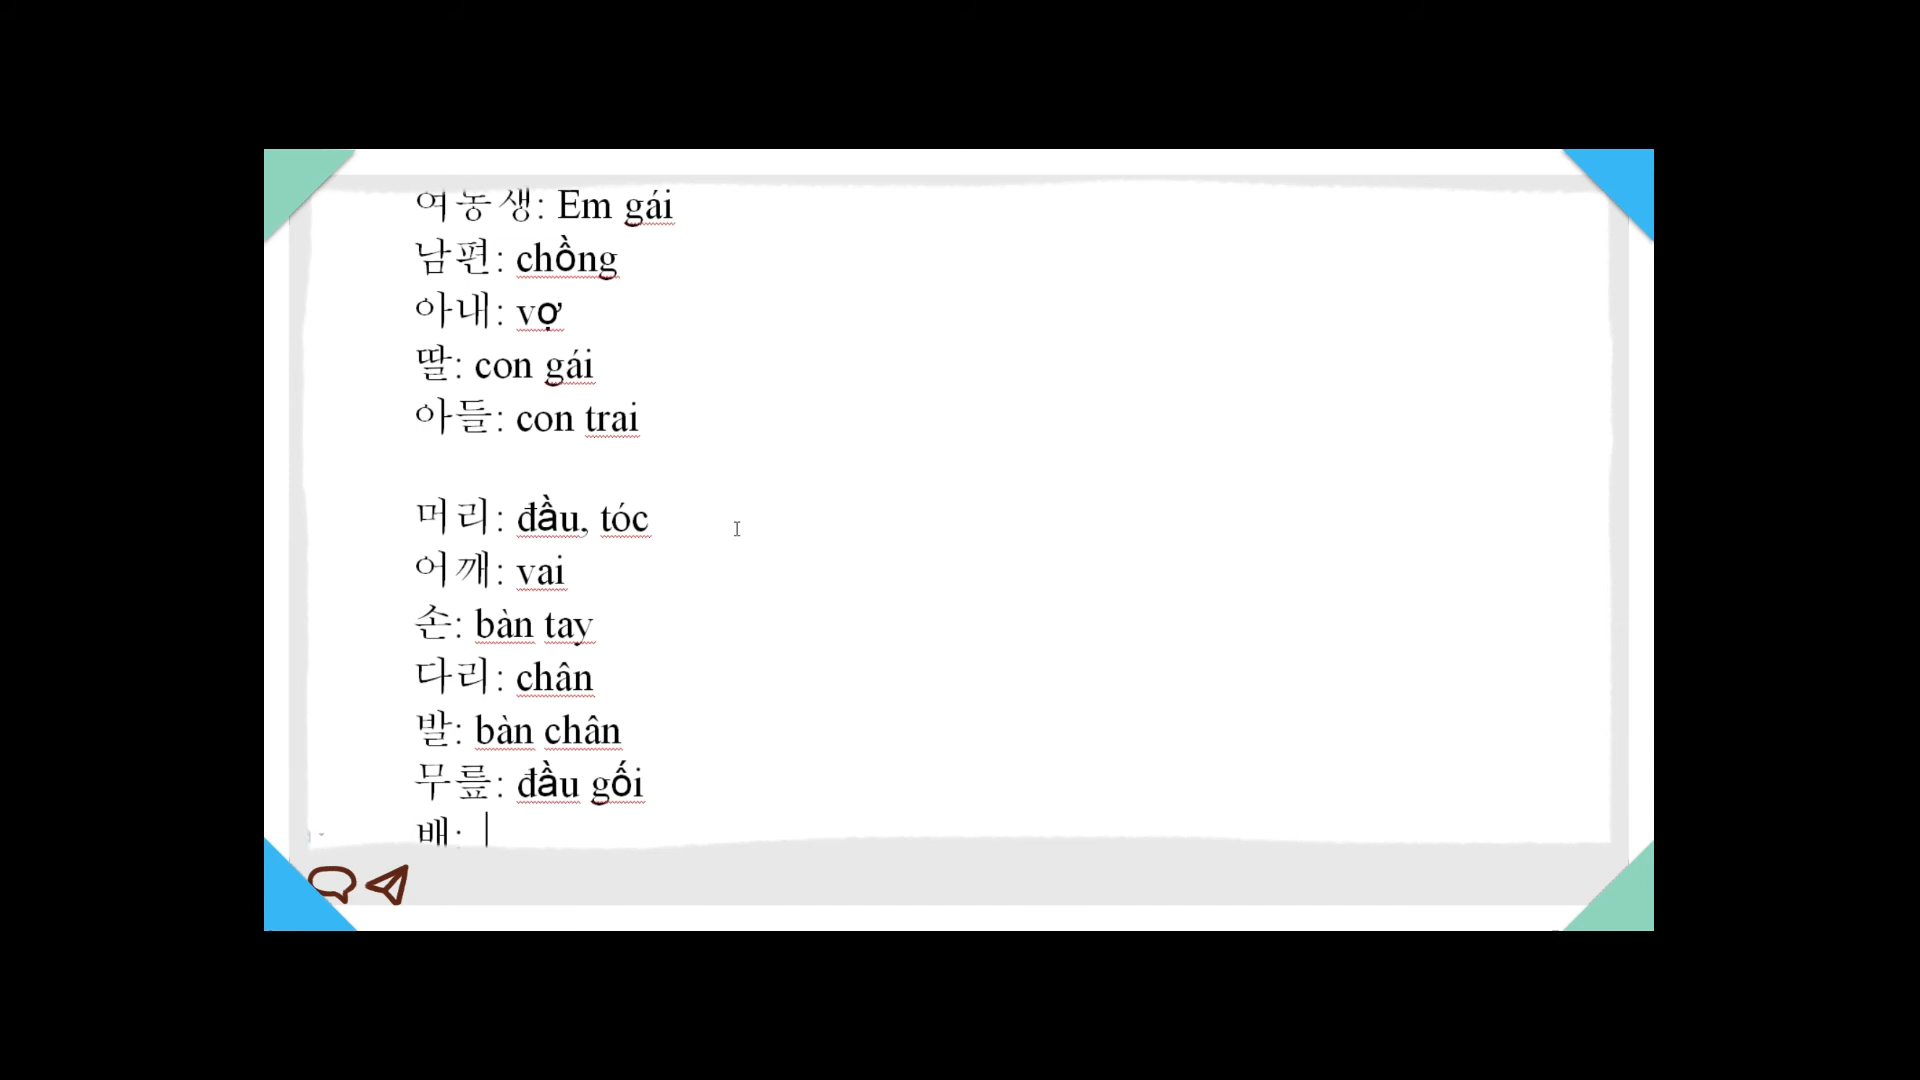 여동생: Em gái
남편: chồng
아내: vợ
딸: con gái
아들: con trai
머리: đầu, tóc
어깨: vai
손: bàn tay
다리: chân
발: bàn chân
무릎: đầu gối
배: